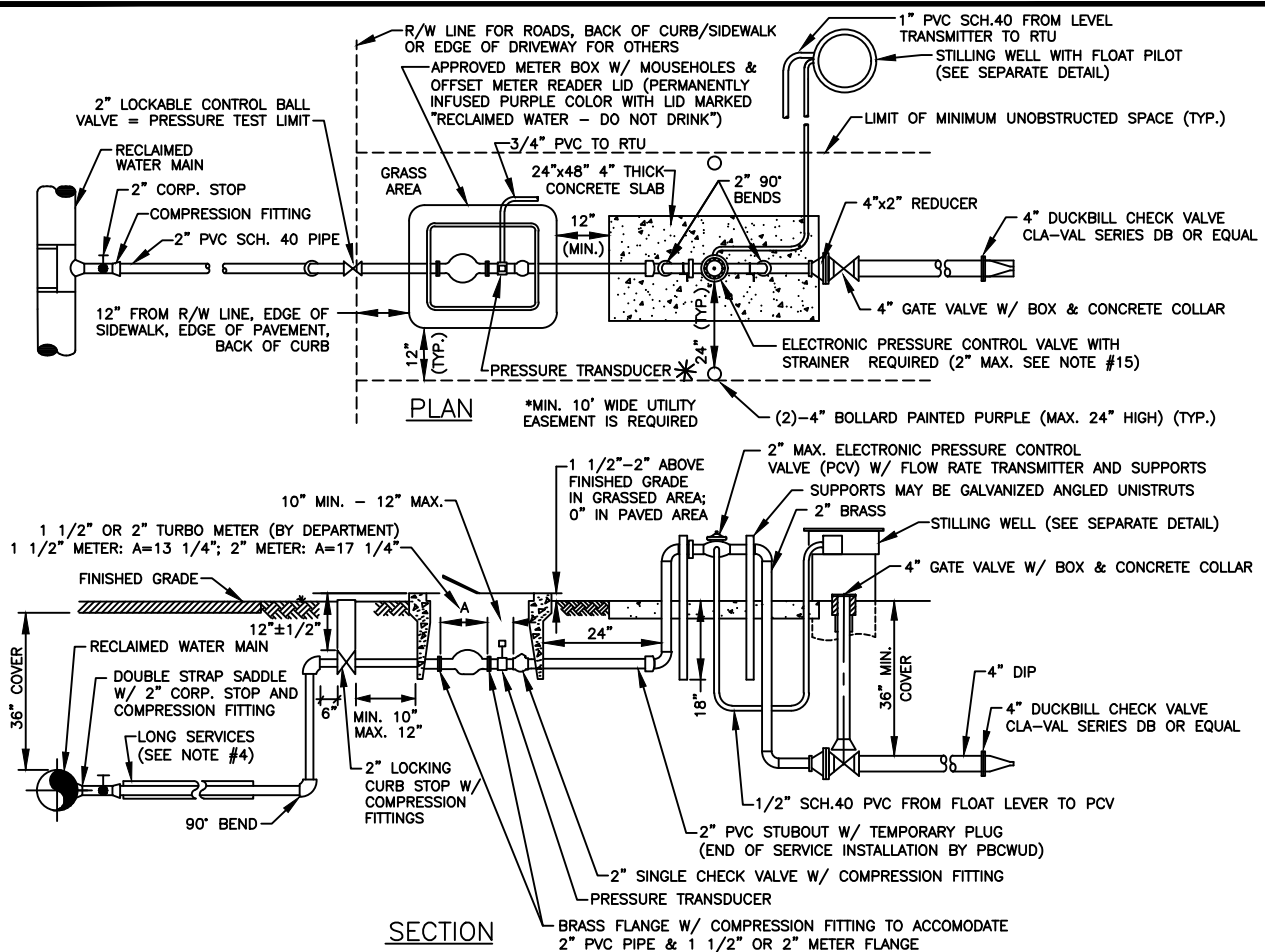 R/W LINE FOR ROADS, BACK OF CURB/SIDEWALK
OR EDGE OF DRIVEWAY FOR OTHERS
1" PVC SCH.40 FROM LEVEL
TRANSMITTER TO RTU
STILLING WELL WITH FLOAT PILOT
(SEE SEPARATE DETAIL)
APPROVED METER BOX W/ MOUSEHOLES &
OFFSET METER READER LID (PERMANENTLY
INFUSED PURPLE COLOR WITH LID MARKED
"RECLAIMED WATER – DO NOT DRINK")
2" LOCKABLE CONTROL BALL
VALVE = PRESSURE TEST LIMIT
LIMIT OF MINIMUM UNOBSTRUCTED SPACE (TYP.)
RECLAIMED
WATER MAIN
3/4" PVC TO RTU
GRASS
AREA
24"x48" 4" THICK
CONCRETE SLAB
2" 90°
BENDS
2" CORP. STOP
COMPRESSION FITTING
2" PVC SCH. 40 PIPE
12"
(MIN.)
4"x2" REDUCER
4" DUCKBILL CHECK VALVE
CLA-VAL SERIES DB OR EQUAL
12" FROM R/W LINE, EDGE OF
SIDEWALK, EDGE OF PAVEMENT,
BACK OF CURB
12"
(TYP.)
24"
(TYP.)
4" GATE VALVE W/ BOX & CONCRETE COLLAR
ELECTRONIC PRESSURE CONTROL VALVE WITH
STRAINER REQUIRED (2" MAX. SEE NOTE #15)
PRESSURE TRANSDUCER
PLAN
*MIN. 10' WIDE UTILITY
EASEMENT IS REQUIRED
(2)-4" BOLLARD PAINTED PURPLE (MAX. 24" HIGH) (TYP.)
2" MAX. ELECTRONIC PRESSURE CONTROL
VALVE (PCV) W/ FLOW RATE TRANSMITTER AND SUPPORTS
1 1/2"-2" ABOVE
FINISHED GRADE
IN GRASSED AREA;
0" IN PAVED AREA
SUPPORTS MAY BE GALVANIZED ANGLED UNISTRUTS
10" MIN. – 12" MAX.
2" BRASS
STILLING WELL (SEE SEPARATE DETAIL)
1 1/2" OR 2" TURBO METER (BY DEPARTMENT)
1 1/2" METER: A=13 1/4"; 2" METER: A=17 1/4"
4" GATE VALVE W/ BOX & CONCRETE COLLAR
FINISHED GRADE
A
12"±1/2"
24"
36" COVER
RECLAIMED WATER MAIN
DOUBLE STRAP SADDLE
W/ 2" CORP. STOP AND
COMPRESSION FITTING
6"
MIN. 10"
MAX. 12"
18"
36" MIN.
COVER
4" DIP
4" DUCKBILL CHECK VALVE
CLA-VAL SERIES DB OR EQUAL
LONG SERVICES
(SEE NOTE #4)
2" LOCKING
CURB STOP W/
COMPRESSION
FITTINGS
90° BEND
1/2" SCH.40 PVC FROM FLOAT LEVER TO PCV
2" PVC STUBOUT W/ TEMPORARY PLUG
(END OF SERVICE INSTALLATION BY PBCWUD)
2" SINGLE CHECK VALVE W/ COMPRESSION FITTING
PRESSURE TRANSDUCER
SECTION
BRASS FLANGE W/ COMPRESSION FITTING TO ACCOMODATE
2" PVC PIPE & 1 1/2" OR 2" METER FLANGE